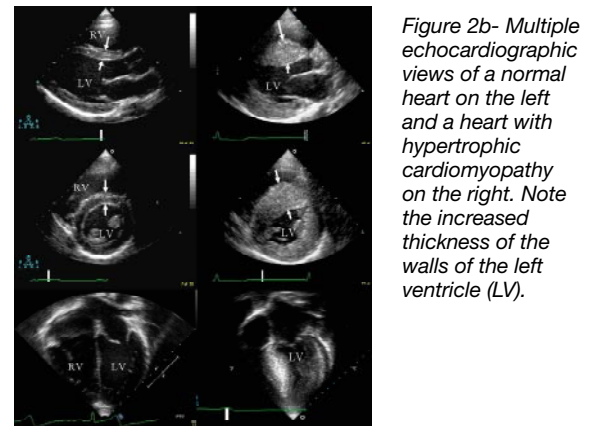 Figure 2b- Multiple
echocardiographic
views of a normal
heart on the left
and a heart with
hypertrophic
cardiomyopathy
on the right. Note
the increased
thickness of the
walls of the left
ventricle (LV).
RV
LV
LV
RV
LV
LV
RV LV
LV